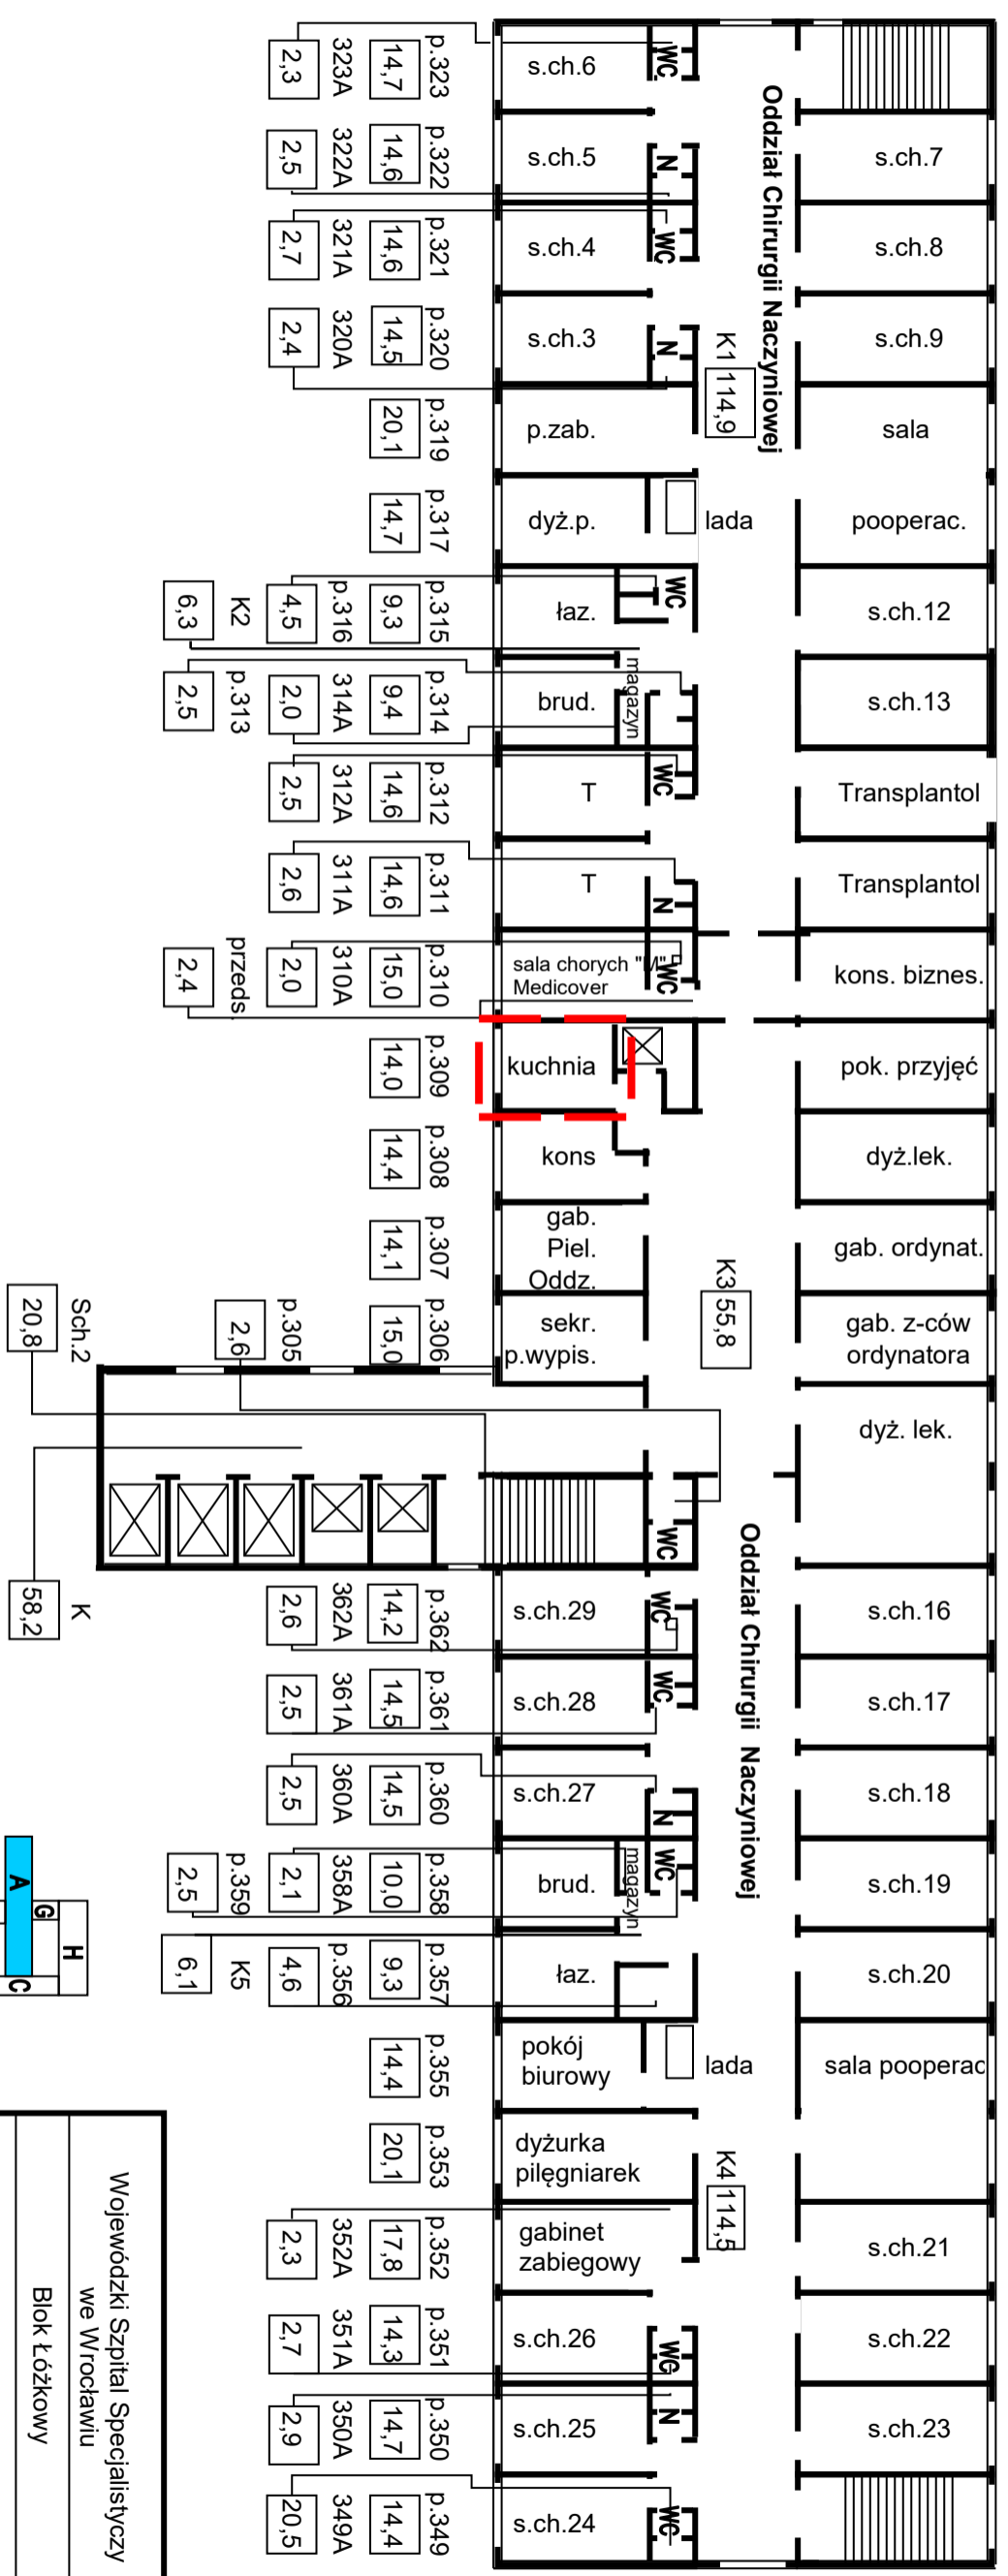 s.ch.6
WC
s.ch.5
N
s.ch.4
WC
s.ch.3
N
p.zab.
dyż.p.
lada
łaz.
WC
brud.
magazyn
T
WC
T
N
sala chorych "M"
Medicover
WC
kuchnia
kons
gab.
Piel.
Oddz.
sekr.
p.wypis.
WC
s.ch.29
WC
s.ch.28
WC
s.ch.27
N
brud.
magazyn
WC
łaz.
pokój
biurowy
lada
dyżurka
pilęgniarek
gabinet
zabiegowy
s.ch.26
WC
s.ch.25
N
s.ch.24
WC
Oddział Chirurgii Naczyniowej
K1 114,9
K3 55,8
Oddział Chirurgii Naczyniowej
K4 114,5
s.ch.7
s.ch.8
s.ch.9
sala
pooperac.
s.ch.12
s.ch.13
Transplantol
Transplantol
kons. biznes.
pok. przyjęć
dyż.lek.
gab. ordynat.
gab. z-ców
ordynatora
dyż. lek.
s.ch.16
s.ch.17
s.ch.18
s.ch.19
s.ch.20
sala pooperac
s.ch.21
s.ch.22
s.ch.23
p.323
14,7
323A
2,3
p.322
14,6
322A
2,5
p.321
14,6
321A
2,7
p.320
14,5
320A
2,4
p.319
20,1
p.317
14,7
p.315
9,3
p.316
4,5
K2
6,3
p.314
9,4
314A
2,0
p.313
2,5
p.312
14,6
312A
2,5
p.311
14,6
311A
2,6
p.310
15,0
310A
2,0
przeds.
2,4
p.309
14,0
p.308
14,4
p.307
14,1
p.306
15,0
p.305
2,6
Sch.2
20,8
K
58,2
p.362
14,2
362A
2,6
p.361
14,5
361A
2,5
p.360
14,5
360A
2,5
p.358
10,0
358A
2,1
p.359
2,5
p.357
9,3
p.356
4,6
K5
6,1
p.355
14,4
p.353
20,1
p.352
17,8
352A
2,3
p.351
14,3
351A
2,7
p.350
14,7
350A
2,9
p.349
14,4
349A
20,5
A
G
H
C
Wojewódzki Szpital Specjalistyczy
we Wrocławiu
Blok Łóżkowy